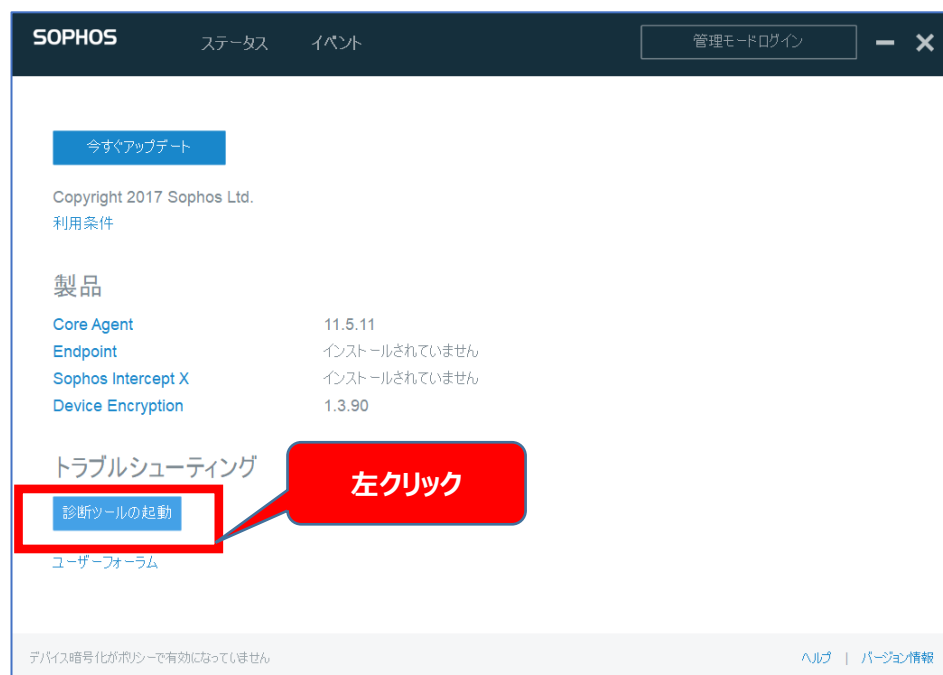 SOPHOS ステータス イベント 管理モードログイン
今すぐアップデート
Copyright 2017 Sophos Ltd.
利用条件
製品
Core Agent 11.5.11
Endpoint インストールされていません
Sophos Intercept X インストールされていません
Device Encryption 1.3.90
トラブルシューティング
左クリック
診断ツールの起動
ユーザーフォーラム
デバイス暗号化がポリシーで有効になっていません ヘルプ | バージョン情報